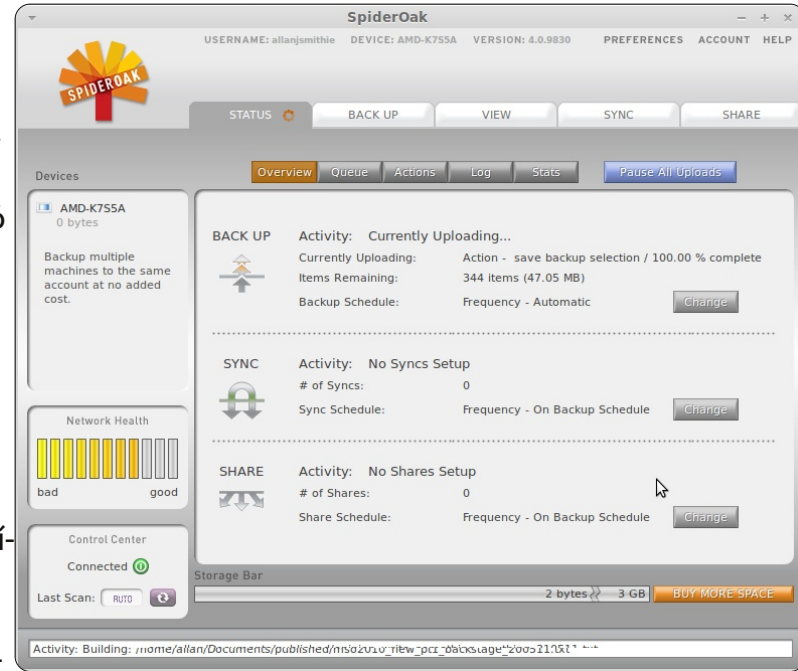 SpiderOak
USERNAME: allanjsmithie DEVICE: AMD-K7S5A VERSION: 4.0.9830 PREFERENCES ACCOUNT HELP
SPIDEROAK
STATUS BACK UP VIEW SYNC SHARE
Overview Queue Actions Log Stats Pause All Uploads
Devices
AMD-K7S5A
0 bytes
Backup multiple
machines to the same
account at no added
cost.
BACK UP Activity: Currently Uploading...
Currently Uploading: Action - save backup selection / 100.00 % complete
Items Remaining: 344 items (47.05 MB)
Backup Schedule: Frequency - Automatic Change
SYNC Activity: No Syncs Setup
# of Syncs: 0
Sync Schedule: Frequency - On Backup Schedule Change
SHARE Activity: No Shares Setup
# of Shares: 0
Share Schedule: Frequency - On Backup Schedule Change
Network Health
bad good
Control Center
Connected
Last Scan: AUTO
Storage Bar
2 bytes 3 GB BUY MORE SPACE
Activity: Building: /home/allan/Documents/published/